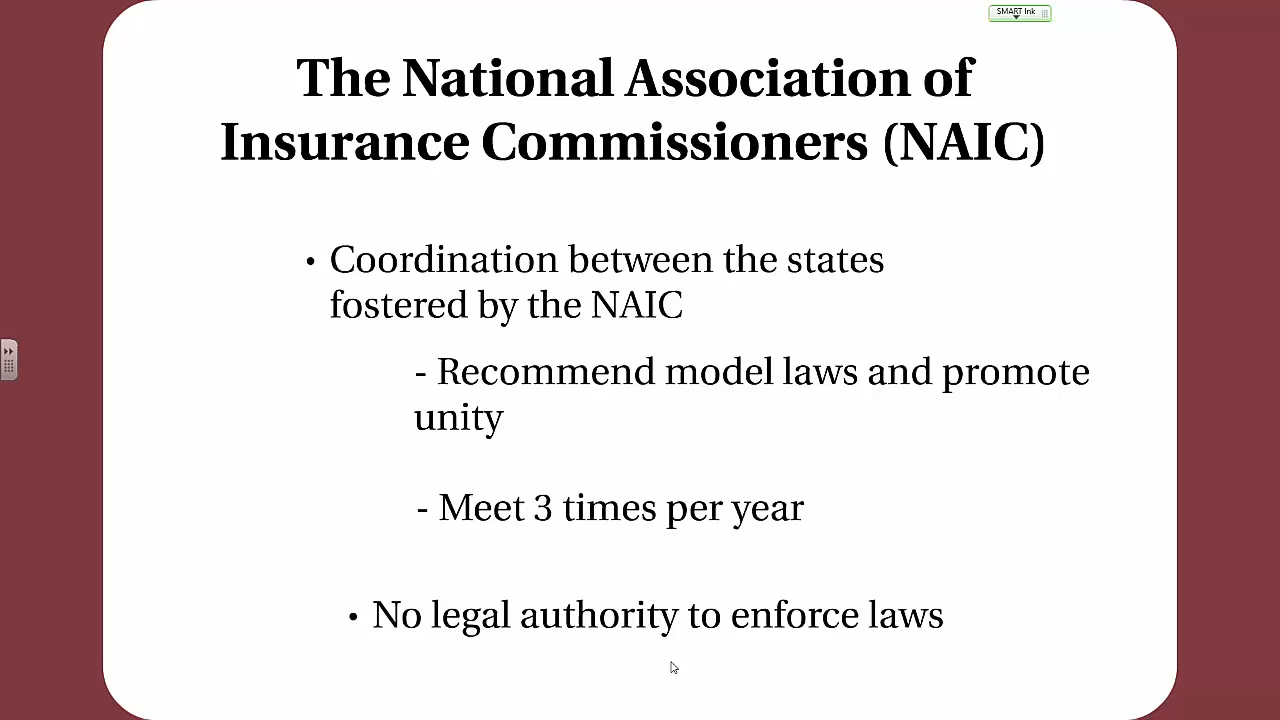 SMART Ink
The National Association of
Insurance Commissioners (NAIC)
• Coordination between the states
fostered by the NAIC
- Recommend model laws and promote
unity
- Meet 3 times per year
• No legal authority to enforce laws